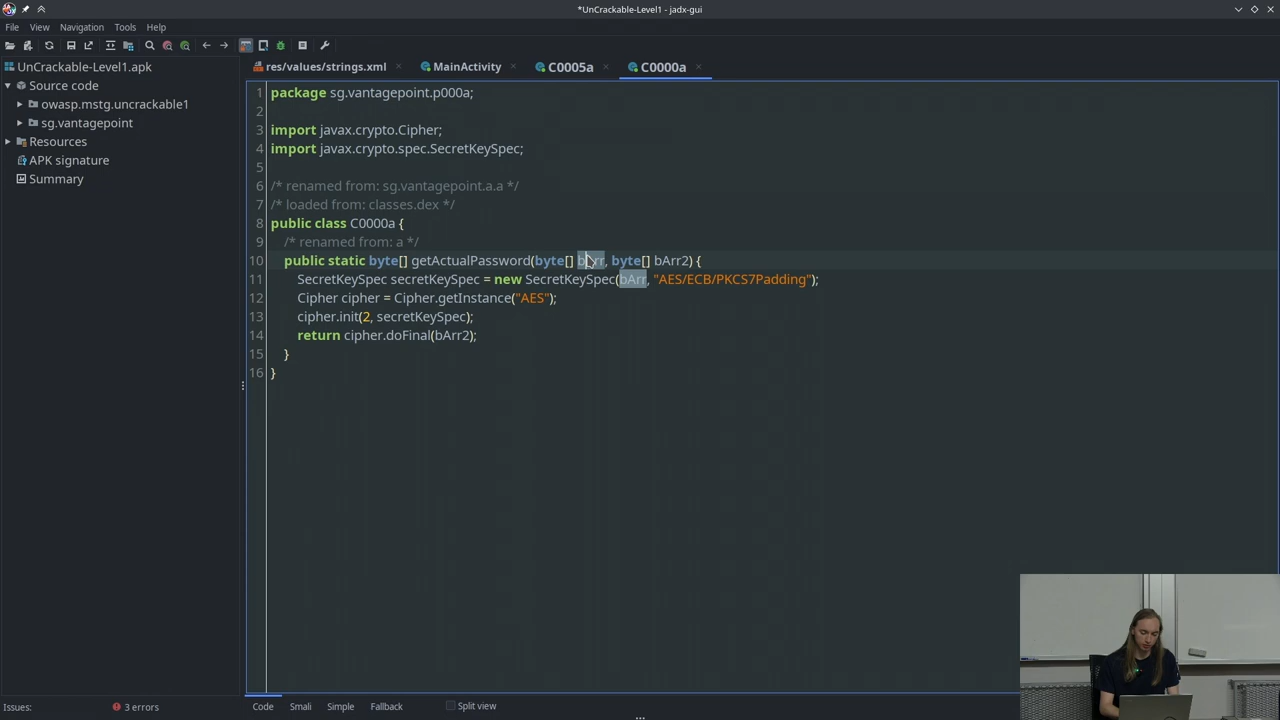 *UnCrackable-Level1 - jadx-gui
File View Navigation Tools Help
UnCrackable-Level1.apk
Source code
owasp.mstg.uncrackable1
sg.vantagepoint
Resources
APK signature
Summary
res/values/strings.xml MainActivity C0005a C0000a
1 package sg.vantagepoint.p000a;
2
3 import javax.crypto.Cipher;
4 import javax.crypto.spec.SecretKeySpec;
5
6 /* renamed from: sg.vantagepoint.a.a */
7 /* loaded from: classes.dex */
8 public class C0000a {
9 /* renamed from: a */
10 public static byte[] getActualPassword(byte[] bArr, byte[] bArr2) {
11 SecretKeySpec secretKeySpec = new SecretKeySpec(bArr, "AES/ECB/PKCS7Padding");
12 Cipher cipher = Cipher.getInstance("AES");
13 cipher.init(2, secretKeySpec);
14 return cipher.doFinal(bArr2);
15 }
16 }
Issues: 3 errors
Code Smali Simple Fallback Split view